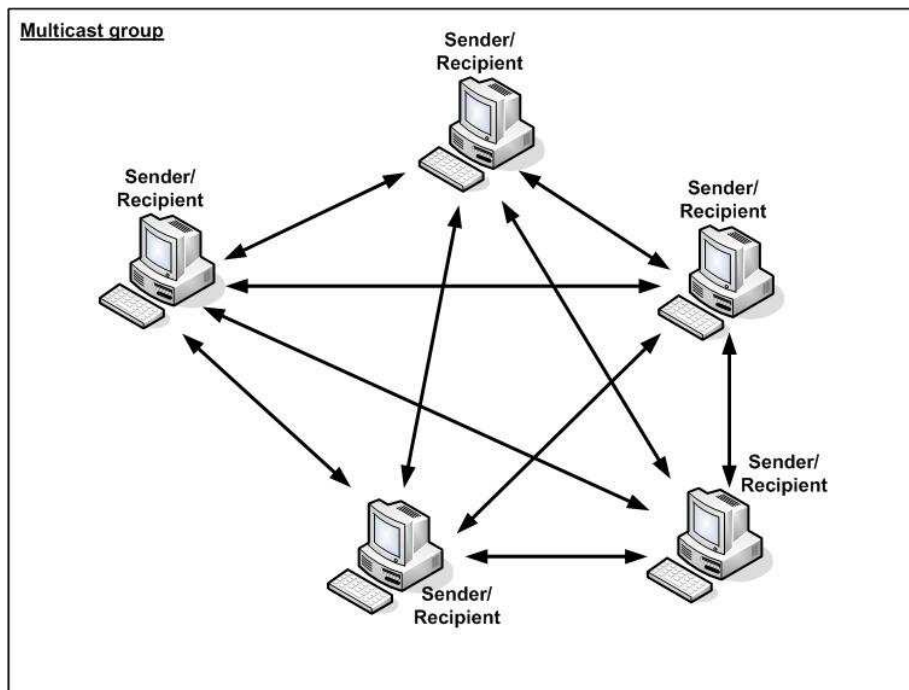 Multicast group
Sender/
Recipient
Sender/
Recipient
Sender/
Recipient
Sender/
Recipient
Sender/
Recipient